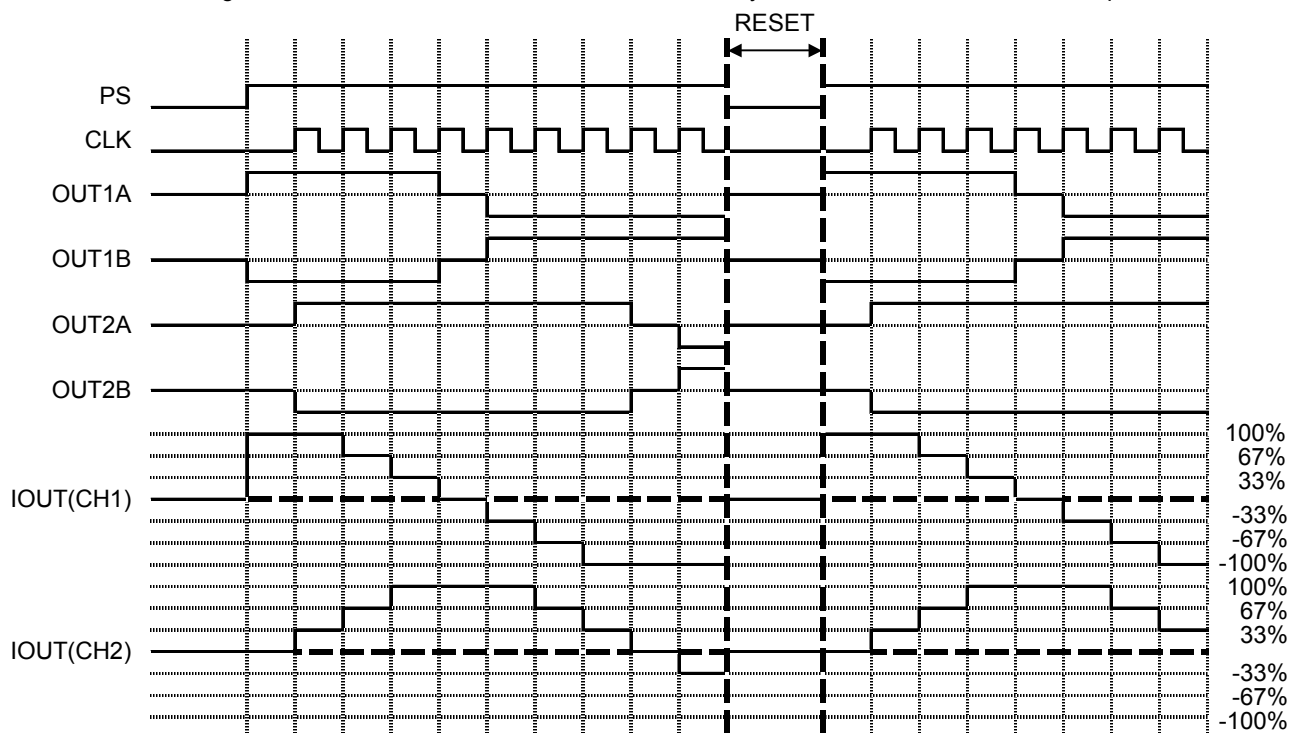 RESET
PS
CLK
OUT1A
OUT1B
OUT2A
OUT2B
100%
67%
33%
IOUT(CH1)
-33%
-67%
-100%
100%
67%
33%
IOUT(CH2)
-33%
-67%
-100%